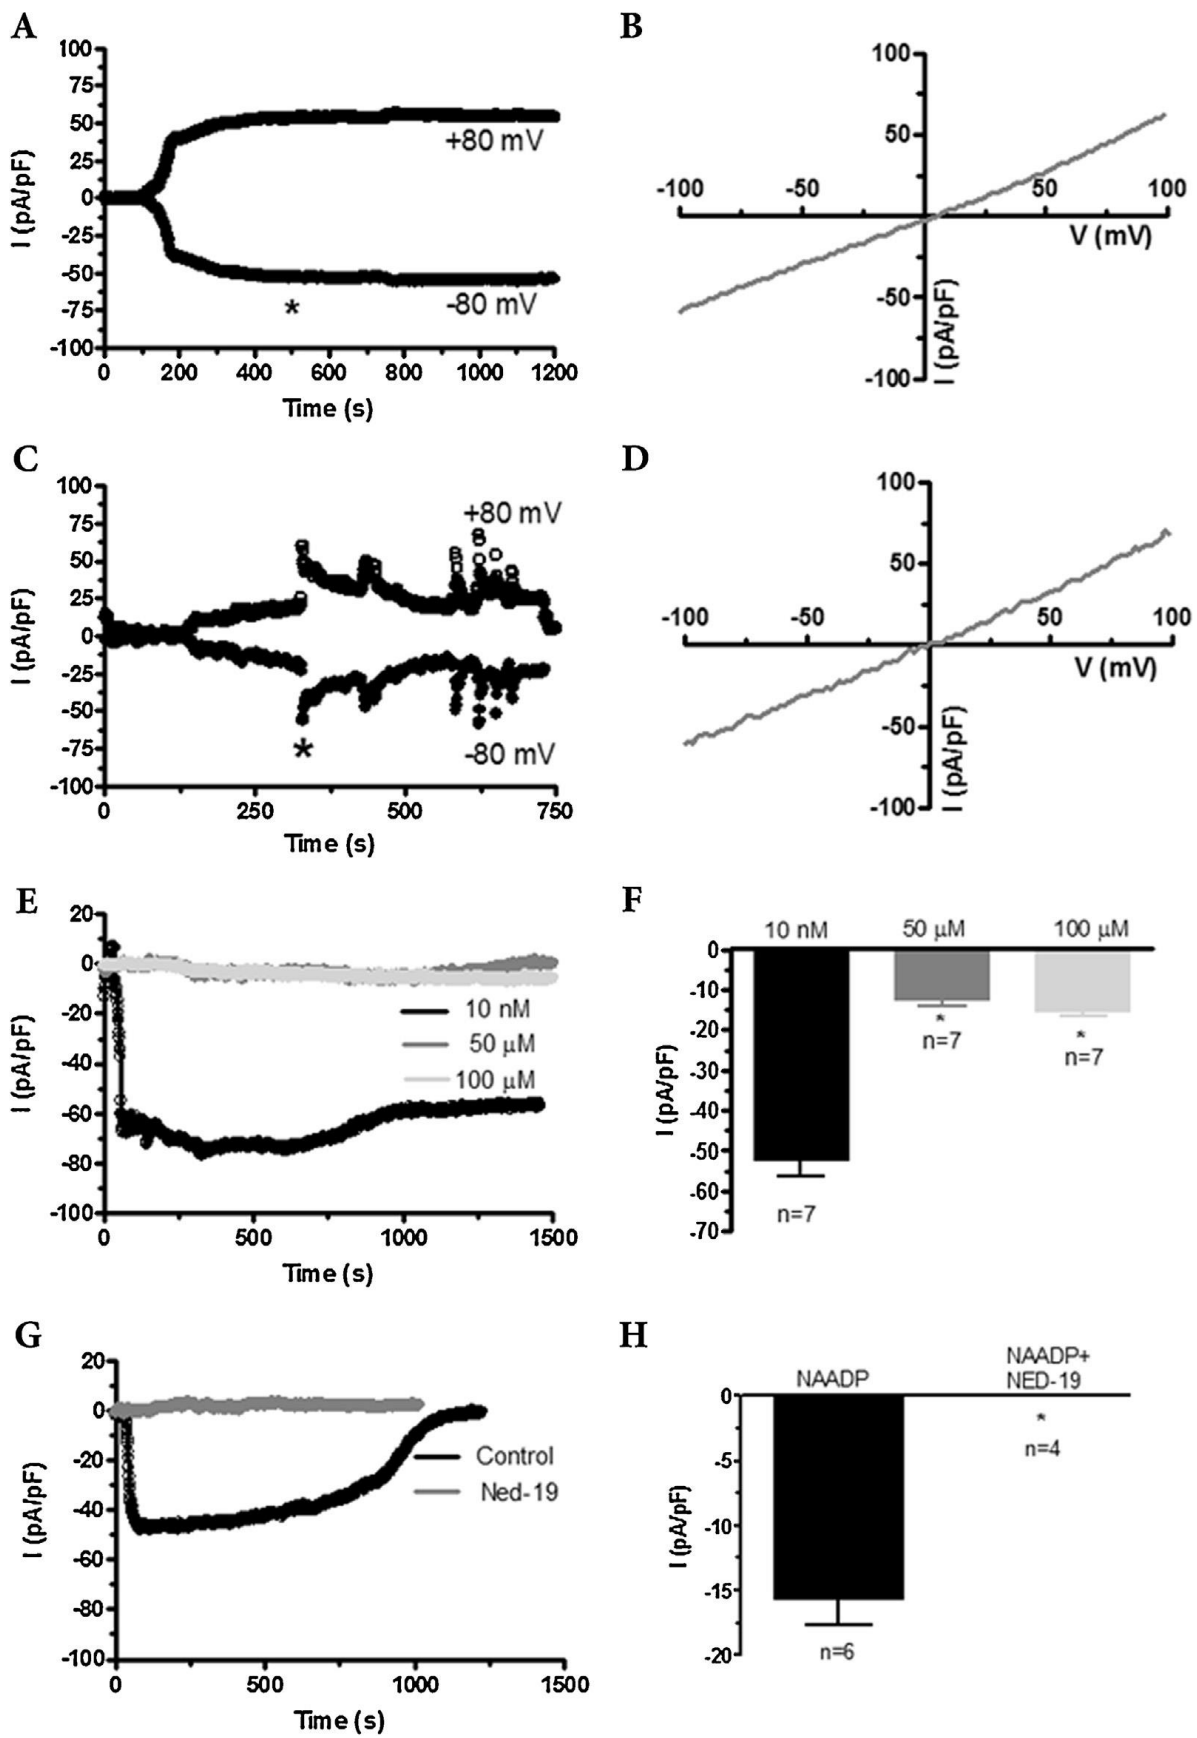 A
100
75
50
25
0
-25
-50
-75
-100
I (pA/pF)
+80 mV
-80 mV
*
0 200 400 600 800 1000 1200
Time (s)
B
100
50
-100 -50 50 100
V (mV)
-50
-100
I (pA/pF)
C
100
75
50
25
0
-25
-50
-75
-100
I (pA/pF)
+80 mV
-80 mV
*
0 250 500 750
Time (s)
D
100
50
-100 -50 50 100
V (mV)
-50
-100
I (pA/pF)
E
20
0
-20
-40
-60
-80
-100
I (pA/pF)
10 nM
50 µM
100 µM
0 500 1000 1500
Time (s)
F
10 nM 50 µM 100 µM
0
-10
-20
-30
-40
-50
-60
-70
I (pA/pF)
*
n=7
*
n=7
n=7
G
20
0
-20
-40
-60
-80
-100
I (pA/pF)
Control
Ned-19
0 500 1000 1500
Time (s)
H
NAADP
NAADP+
NED-19
0
-5
-10
-15
-20
I (pA/pF)
*
n=4
n=6